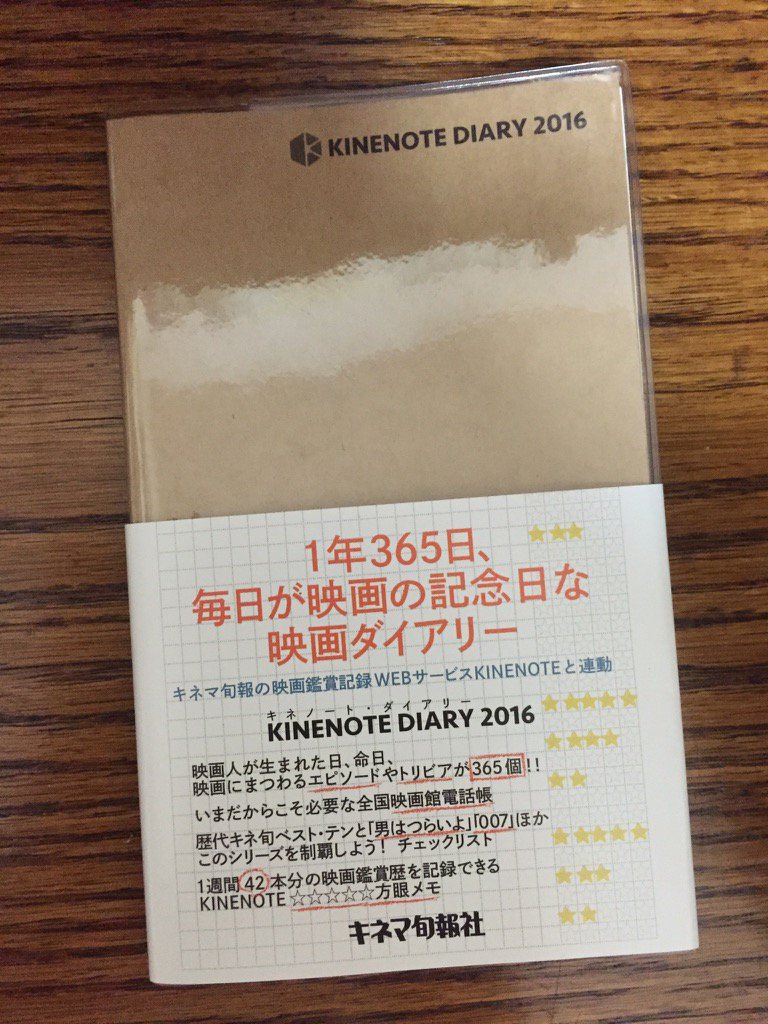 KINENOTE DIARY 2016
1年365日、
毎日が映画の記念日な
映画ダイアリー
キネマ旬報の映画鑑賞記録WEBサービスKINENOTEと連動
キネノート・ダイアリー
KINENOTE DIARY 2016
映画人が生まれた日、命日、
映画にまつわるエピソードやトリビアが365個!!
いまだからこそ必要な全国映画館電話帳
歴代キネ旬ベスト・テンと「男はつらいよ」「007」ほか
このシリーズを制覇しよう! チェックリスト
1週間42本分の映画鑑賞歴を記録できる
KINENOTE☆☆☆☆☆方眼メモ
キネマ旬報社